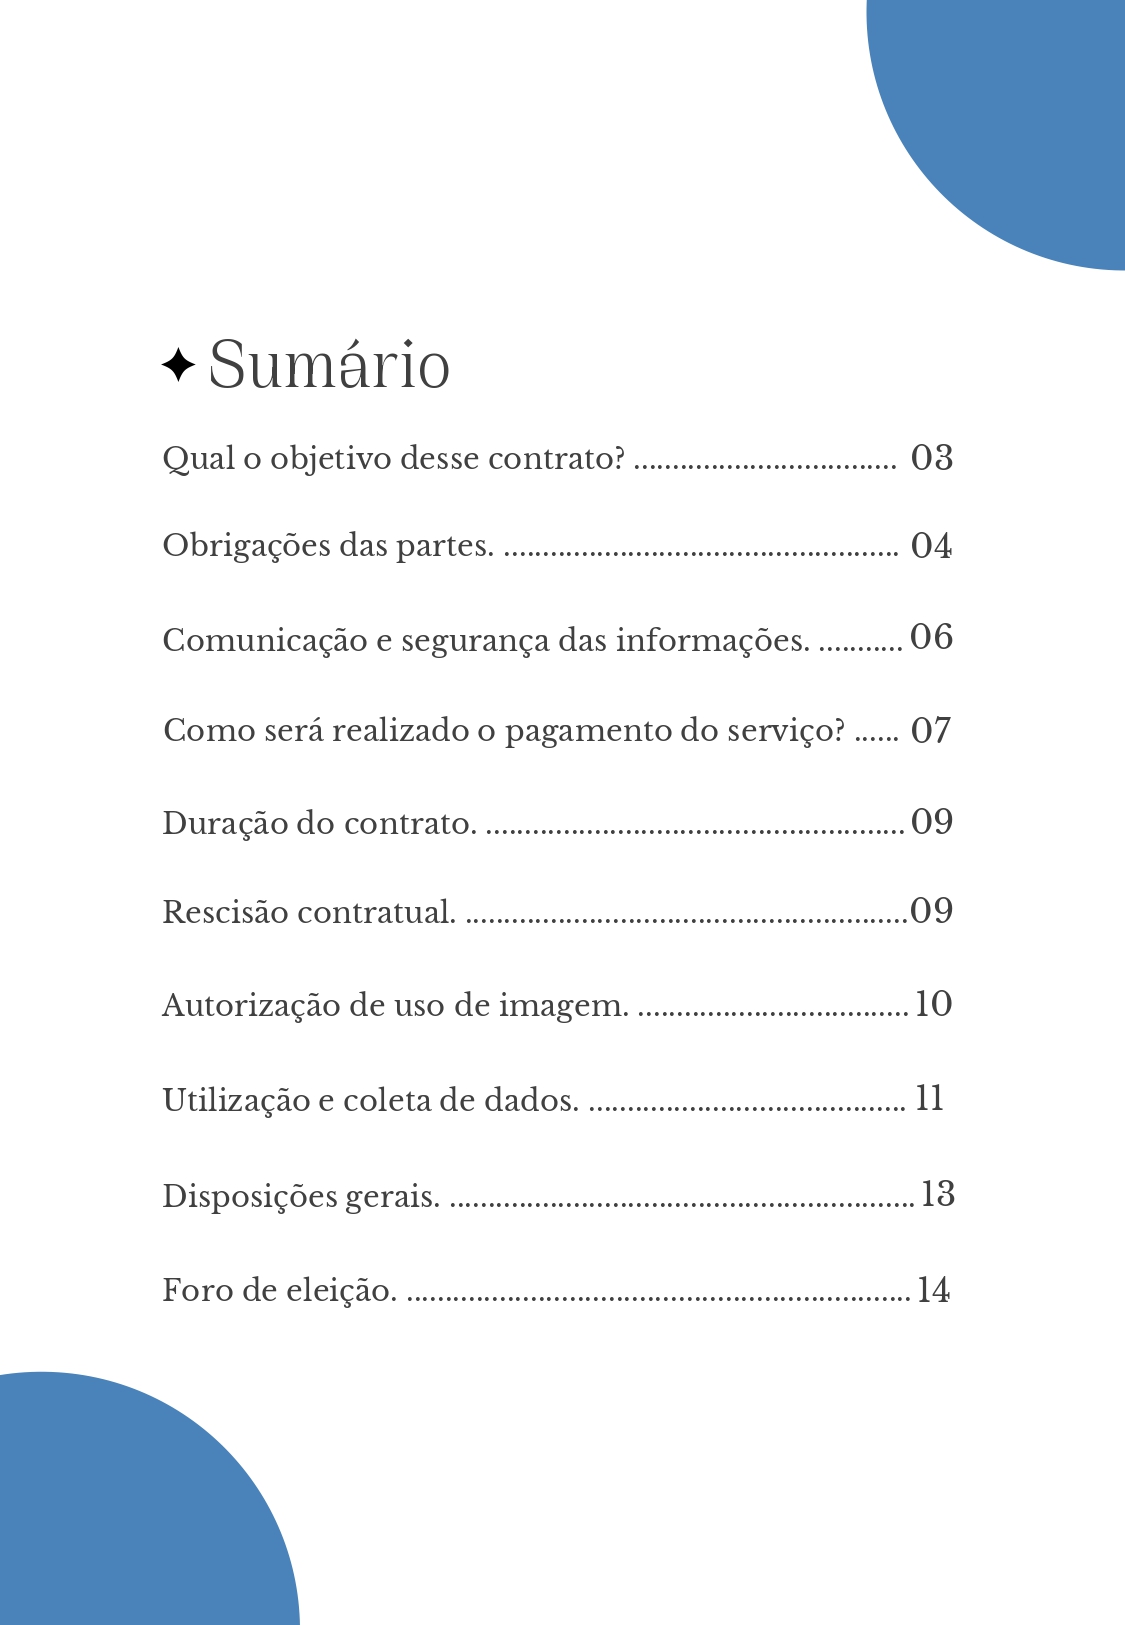 Sumário
Qual o objetivo desse contrato? .................................. 03
Obrigações das partes. ................................................... 04
Comunicação e segurança das informações. ........... 06
Como será realizado o pagamento do serviço? ...... 07
Duração do contrato. ...................................................... 09
Rescisão contratual. .........................................................09
Autorização de uso de imagem. ................................... 10
Utilização e coleta de dados. ......................................... 11
Disposições gerais. ............................................................ 13
Foro de eleição. ................................................................. 14